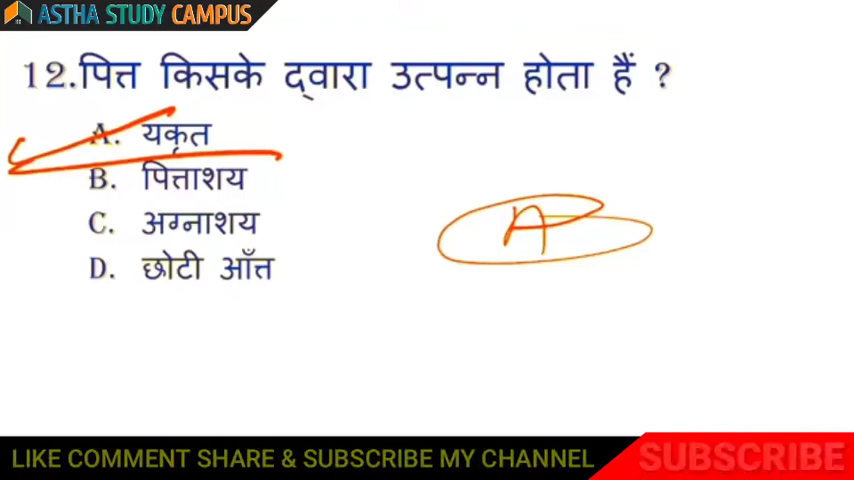 ASTHA STUDY CAMPUS
12.पित्त किसके द्वारा उत्पन्न होता हैं ?
A. यकृत
B. पित्ताशय
C. अग्नाशय
A
D. छोटी आँत्त
LIKE COMMENT SHARE & SUBSCRIBE MY CHANNEL
SUBSCRIBE